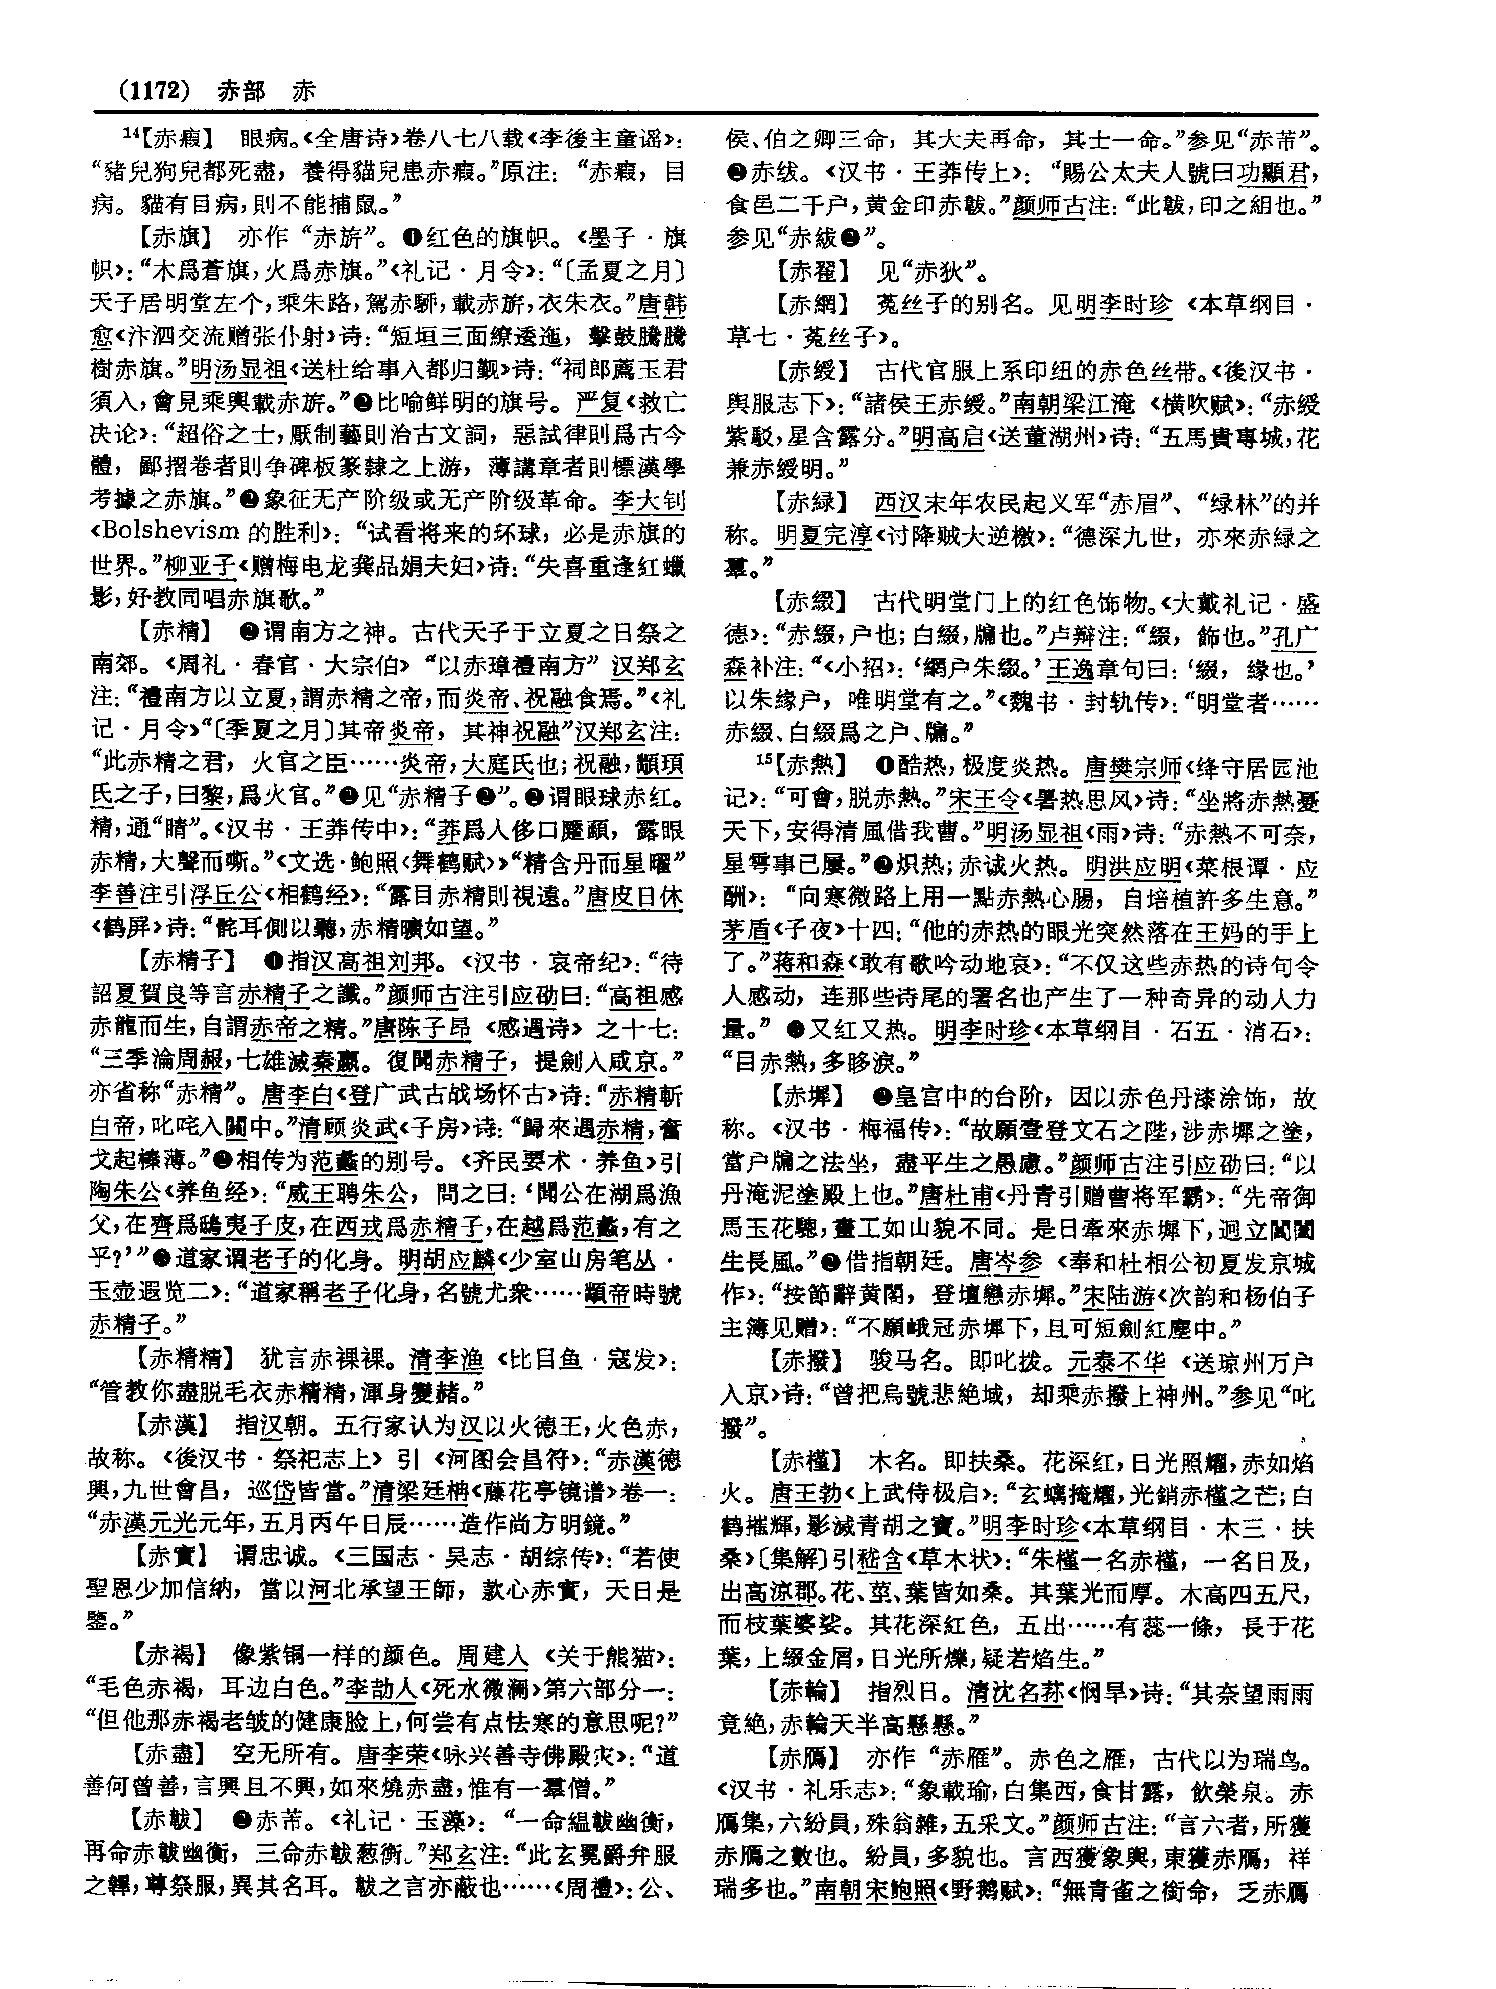 （1172） 赤部 赤
14【赤瘕】 眼病。《全唐诗》卷八七八载《李後主童谣》：
“豬兒狗兒都死盡，養得貓兒患赤瘕。”原注：“赤瘕，目
病。貓有目病，則不能捕鼠。”
【赤旗】 亦作“赤旂”。❶红色的旗帜。《墨子·旗
帜》：“木爲蒼旗，火爲赤旗。”《礼记·月令》：“〔孟夏之月〕
天子居明堂左个，乘朱路，駕赤駵，載赤旂，衣朱衣。”唐韩
愈《汴泗交流赠张仆射》诗：“短垣三面繚逶迤，擊鼓騰騰
樹赤旗。”明汤显祖《送杜给事入都归觐》诗：“祠郎薦玉君
須入，會見乘輿載赤旂。”❷比喻鲜明的旗号。严复《救亡
决论》：“超俗之士，厭制藝則治古文詞，惡試律則爲古今
體，鄙摺卷者則争碑板篆隸之上游，薄講章者則標漢學
考據之赤旗。”❸象征无产阶级或无产阶级革命。李大钊
《Bolshevism 的胜利》：“试看将来的环球，必是赤旗的
世界。”柳亚子《赠梅电龙龚品娟夫妇》诗：“失喜重逢红蠟
影，好教同唱赤旗歌。”
【赤精】 ❶谓南方之神。古代天子于立夏之日祭之
南郊。《周礼·春官·大宗伯》“以赤璋禮南方”汉郑玄
注：“禮南方以立夏，謂赤精之帝，而炎帝、祝融食焉。”《礼
记·月令》“〔季夏之月〕其帝炎帝，其神祝融”汉郑玄注：
“此赤精之君，火官之臣……炎帝，大庭氏也；祝融，顓頊
氏之子，曰黎，爲火官。”❷见“赤精子❶”。❸谓眼球赤红。
精，通“睛”。《汉书·王莽传中》：“莽爲人侈口蹷顄，露眼
赤精，大聲而嘶。”《文选·鲍照〈舞鹤赋〉》“精含丹而星曜”
李善注引浮丘公《相鹤经》：“露目赤精則視遠。”唐皮日休
《鹤屏》诗：“毻耳側以聽，赤精曠如望。”
【赤精子】 ❶指汉高祖刘邦。《汉书·哀帝纪》：“待
詔夏賀良等言赤精子之讖。”颜师古注引应劭曰：“高祖感
赤龍而生，自謂赤帝之精。”唐陈子昂《感遇诗》之十七：
“三季淪周赧，七雄滅秦嬴。復聞赤精子，提劍入咸京。”
亦省称“赤精”。唐李白《登广武古战场怀古》诗：“赤精斬
白帝，叱咤入關中。”清顾炎武《子房》诗：“歸來遇赤精，奮
戈起榛薄。”❷相传为范蠡的别号。《齐民要术·养鱼》引
陶朱公《养鱼经》：“威王聘朱公，問之曰：‘聞公在湖爲漁
父，在齊爲鴟夷子皮，在西戎爲赤精子，在越爲范蠡，有之
乎？’”❸道家谓老子的化身。明胡应麟《少室山房笔丛·
玉壶遐览二》：“道家稱老子化身，名號尤衆……顓帝時號
赤精子。”
【赤精精】 犹言赤裸裸。清李渔《比目鱼·寇发》：
“管教你盡脱毛衣赤精精，渾身變赭。”
【赤漢】 指汉朝。五行家认为汉以火德王，火色赤，
故称。《後汉书·祭祀志上》引《河图会昌符》：“赤漢德
興，九世會昌，巡岱皆當。”清梁廷枏《藤花亭镜谱》卷一：
“赤漢元光元年，五月丙午日辰……造作尚方明鏡。”
【赤實】 谓忠诚。《三国志·吴志·胡综传》：“若使
聖恩少加信纳，當以河北承望王師，款心赤實，天日是
鑒。”
【赤褐】 像紫铜一样的颜色。周建人《关于熊猫》：
“毛色赤褐，耳边白色。”李劼人《死水微澜》第六部分一：
“但他那赤褐老皱的健康脸上，何尝有点怯寒的意思呢？”
【赤盡】 空无所有。唐李荣《咏兴善寺佛殿灾》：“道
善何曾善，言興且不興，如來燒赤盡，惟有一羣僧。”
【赤韍】 ❶赤芾。《礼记·玉藻》：“一命緼韍幽衡，
再命赤韍幽衡，三命赤韍葱衡。”郑玄注：“此玄冕爵弁服
之韠，尊祭服，異其名耳。韍之言亦蔽也……《周禮》：公、
侯、伯之卿三命，其大夫再命，其士一命。”参见“赤芾”。
❷赤绂。《汉书·王莽传上》：“賜公太夫人號曰功顯君，
食邑二千户，黄金印赤韍。”颜师古注：“此韍，印之組也。”
参见“赤紱❷”。
【赤翟】 见“赤狄”。
【赤網】 菟丝子的别名。见明李时珍《本草纲目·
草七·菟丝子》。
【赤綬】 古代官服上系印纽的赤色丝带。《後汉书·
舆服志下》：“諸侯王赤綬。”南朝梁江淹《横吹赋》：“赤綬
紫駁，星含露分。”明高启《送董湖州》诗：“五馬貴專城，花
兼赤綬明。”
【赤緑】 西汉末年农民起义军“赤眉”、“绿林”的并
称。明夏完淳《讨降贼大逆檄》：“德深九世，亦來赤緑之
羣。”
【赤綴】 古代明堂门上的红色饰物。《大戴礼记·盛
德》：“赤綴，户也；白綴，牖也。”卢辩注：“綴，飾也。”孔广
森补注：“《小招》：‘網户朱綴。’王逸章句曰：‘綴，緣也。’
以朱緣户，唯明堂有之。”《魏书·封轨传》：“明堂者……
赤綴、白綴爲之户、牖。”
15【赤熱】 ❶酷热，极度炎热。唐樊宗师《绛守居园池
记》：“可會，脱赤熱。”宋王令《暑热思风》诗：“坐將赤熱憂
天下，安得清風借我曹。”明汤显祖《雨》诗：“赤熱不可奈，
星雩事已屢。”❷炽热；赤诚火热。明洪应明《菜根谭·应
酬》：“向寒微路上用一點赤熱心腸，自培植許多生意。”
茅盾《子夜》十四：“他的赤热的眼光突然落在王妈的手上
了。”蒋和森《敢有歌吟动地哀》：“不仅这些赤热的诗句令
人感动，连那些诗尾的署名也产生了一种奇异的动人力
量。”❸又红又热。明李时珍《本草纲目·石五·消石》：
“目赤熱，多眵淚。”
【赤墀】 ❶皇宫中的台阶，因以赤色丹漆涂饰，故
称。《汉书·梅福传》：“故願壹登文石之陛，涉赤墀之塗，
當户牖之法坐，盡平生之愚慮。”颜师古注引应劭曰：“以
丹淹泥塗殿上也。”唐杜甫《丹青引赠曹将军霸》：“先帝御
馬玉花驄，畫工如山貌不同。是日牽來赤墀下，迥立閶闔
生長風。”❷借指朝廷。唐岑参《奉和杜相公初夏发京城
作》：“按節辭黄閣，登壇戀赤墀。”宋陆游《次韵和杨伯子
主簿见赠》：“不願峨冠赤墀下，且可短劍紅塵中。”
【赤撥】 骏马名。即叱拨。元泰不华《送琼州万户
入京》诗：“曾把烏號悲絶域，却乘赤撥上神州。”参见“叱
撥”。
【赤槿】 木名。即扶桑。花深红，日光照耀，赤如焰
火。唐王勃《上武侍极启》：“玄螭掩耀，光銷赤槿之芒；白
鹤摧輝，影滅青胡之寶。”明李时珍《本草纲目·木三·扶
桑》〔集解〕引嵇含《草木状》：“朱槿一名赤槿，一名日及，
出高涼郡。花、莖、葉皆如桑。其葉光而厚。木高四五尺，
而枝葉婆娑。其花深紅色，五出……有蕊一條，長于花
葉，上綴金屑，日光所爍，疑若焰生。”
【赤輪】 指烈日。清沈名荪《悯旱》诗：“其奈望雨雨
竟絶，赤輪天半高懸懸。”
【赤鴈】 亦作“赤雁”。赤色之雁，古代以为瑞鸟。
《汉书·礼乐志》：“象載瑜，白集西，食甘露，飲榮泉。赤
鴈集，六紛員，殊翁雜，五采文。”颜师古注：“言六者，所獲
赤鴈之數也。紛員，多貌也。言西獲象輿，東獲赤鴈，祥
瑞多也。”南朝宋鲍照《野鹅赋》：“無青雀之銜命，乏赤鴈